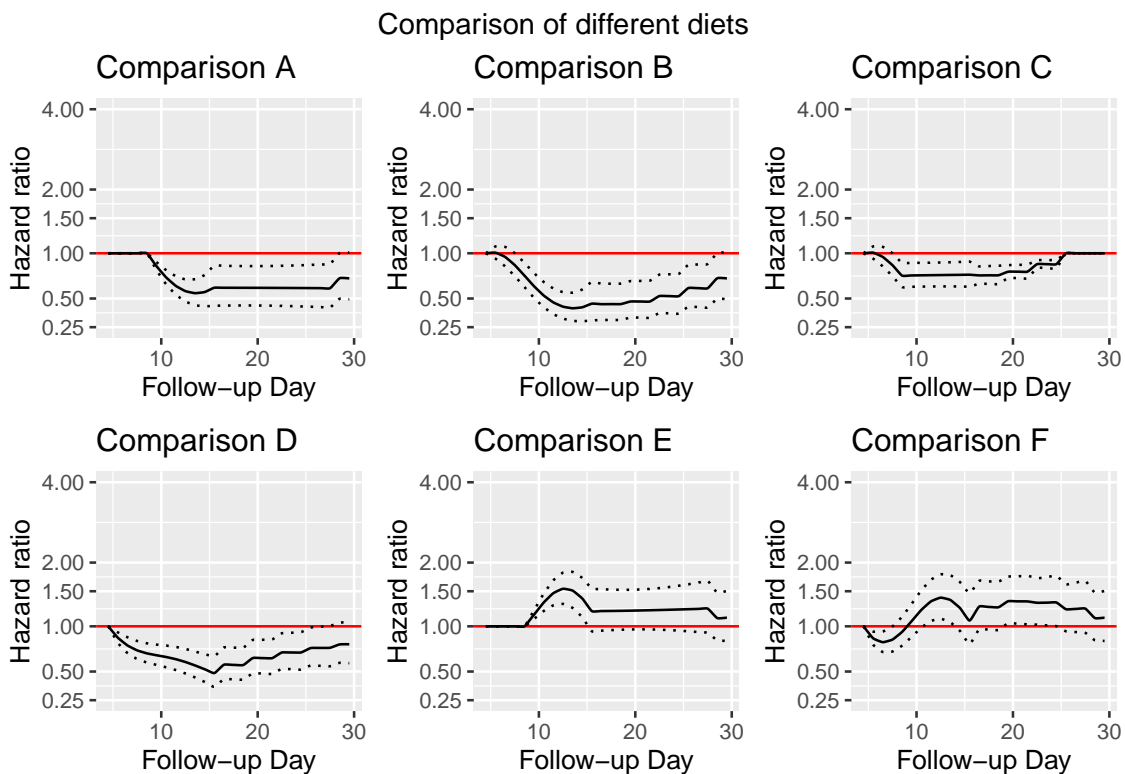 Comparison of different diets
Comparison A
Comparison B
Comparison C
4.00
2.00
1.50
1.00
0.50
0.25
Hazard ratio
10
20
30
Follow−up Day
4.00
2.00
1.50
1.00
0.50
0.25
Hazard ratio
10
20
30
Follow−up Day
4.00
2.00
1.50
1.00
0.50
0.25
Hazard ratio
10
20
30
Follow−up Day
Comparison D
Comparison E
Comparison F
4.00
2.00
1.50
1.00
0.50
0.25
Hazard ratio
10
20
30
Follow−up Day
4.00
2.00
1.50
1.00
0.50
0.25
Hazard ratio
10
20
30
Follow−up Day
4.00
2.00
1.50
1.00
0.50
0.25
Hazard ratio
10
20
30
Follow−up Day